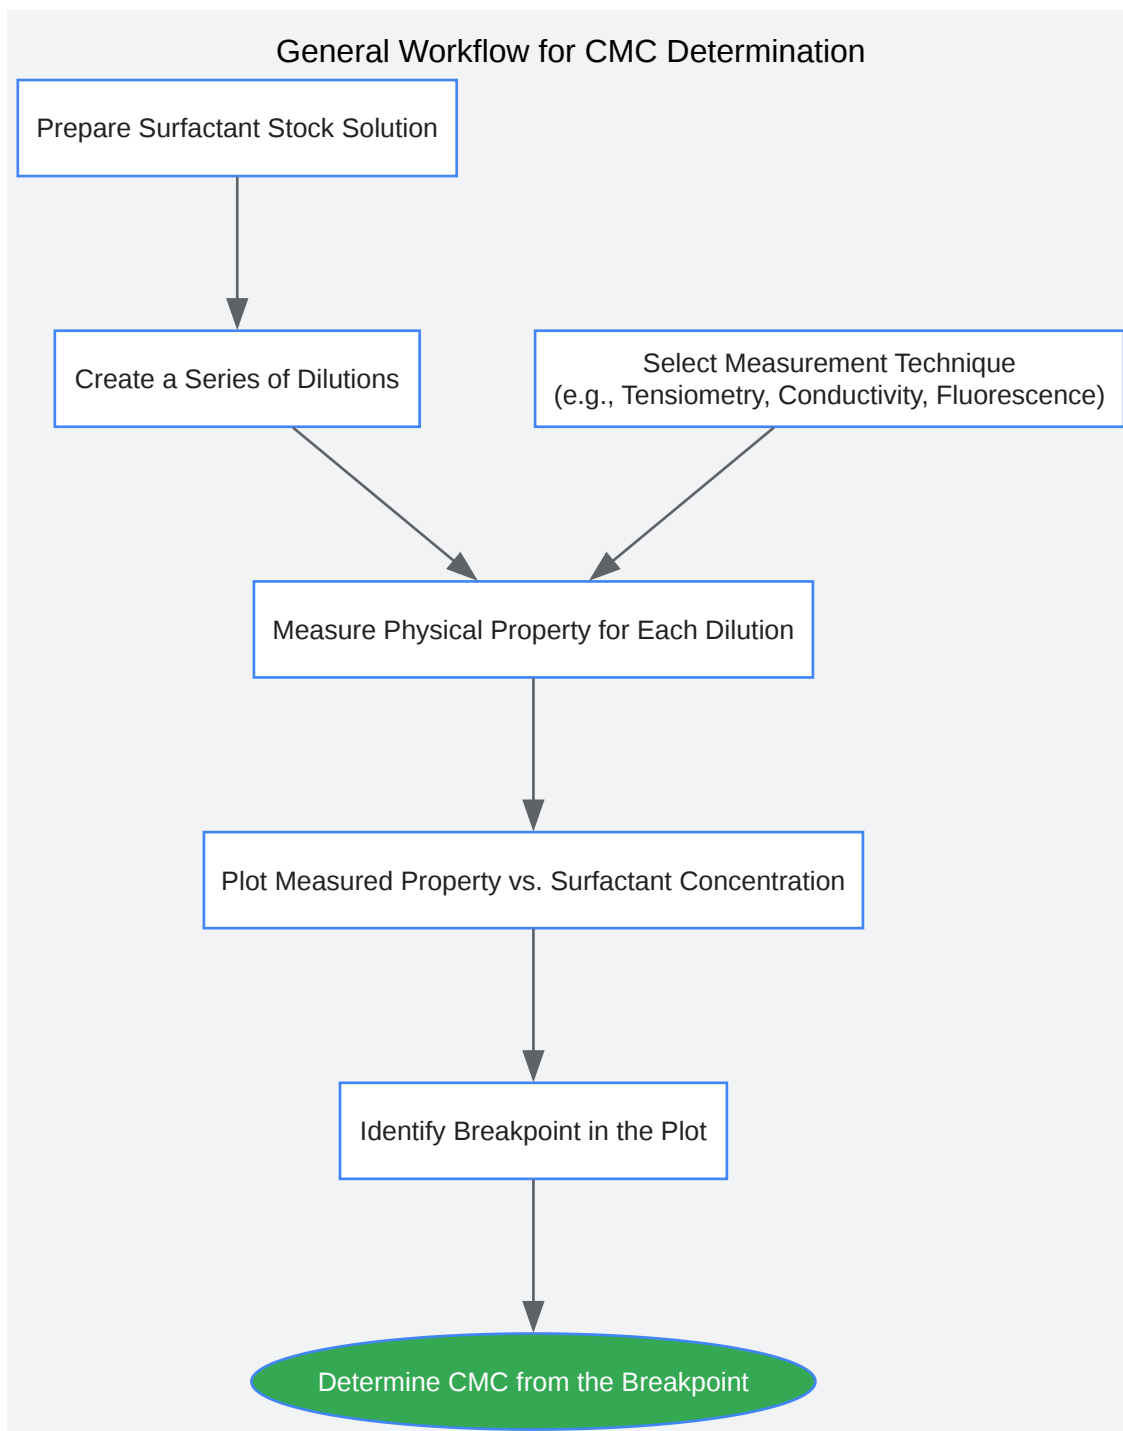 General Workflow for CMC Determination
Prepare Surfactant Stock Solution
Create a Series of Dilutions
Select Measurement Technique
(e.g., Tensiometry, Conductivity, Fluorescence)
Measure Physical Property for Each Dilution
Plot Measured Property vs. Surfactant Concentration
Identify Breakpoint in the Plot
Determine CMC from the Breakpoint